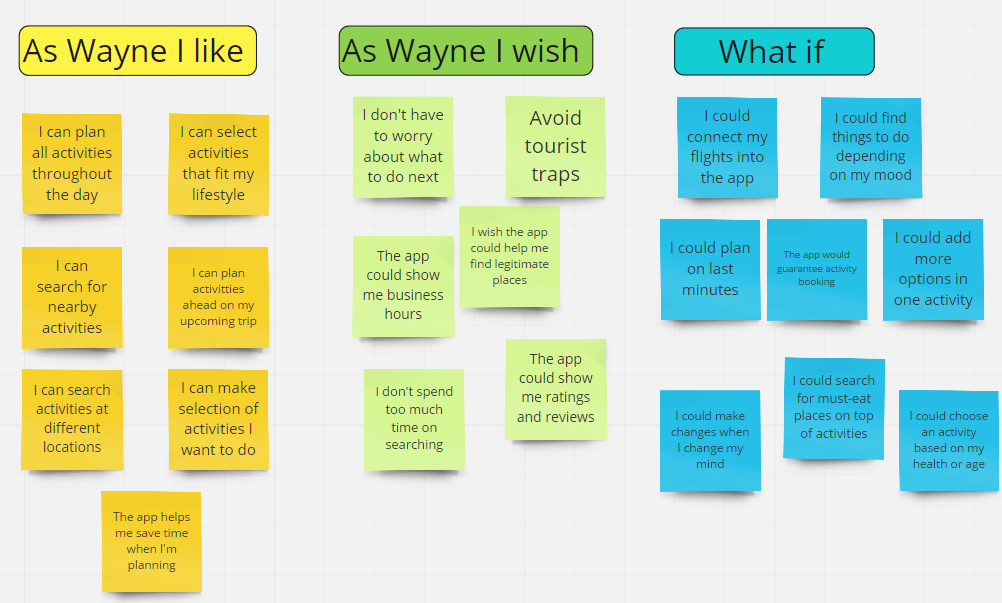 As Wayne I like
I can plan
all activities
throughout
the day
I can select
activities
that fit my
lifestyle
I can
search for
nearby
activities
I can plan
activitties
ahead on my
upcoming trip
I can search
activities at
different
locations
I can make
selection of
activities I
want to do
The app helps
me save time
when I'm
planning
As Wayne I wish
I don't have
to worry
about what
to do next
Avoid
tourist
traps
I wish the app
could help me
find legitimate
places
The app
could show
me business
hours
The app
could show
me ratings
and reviews
I don't spend
too much
time on
searching
What if
I could
connect my
flights into
the app
I could find
things to do
depending
on my mood
I could plan
on last
minutes
The app would
guarantee activity
booking
I could add
more
options in
one activity
I could make
changes when
I change my
mind
I could search
for must-eat
places on top
of activities
I could choose
an activity
based on my
health or age